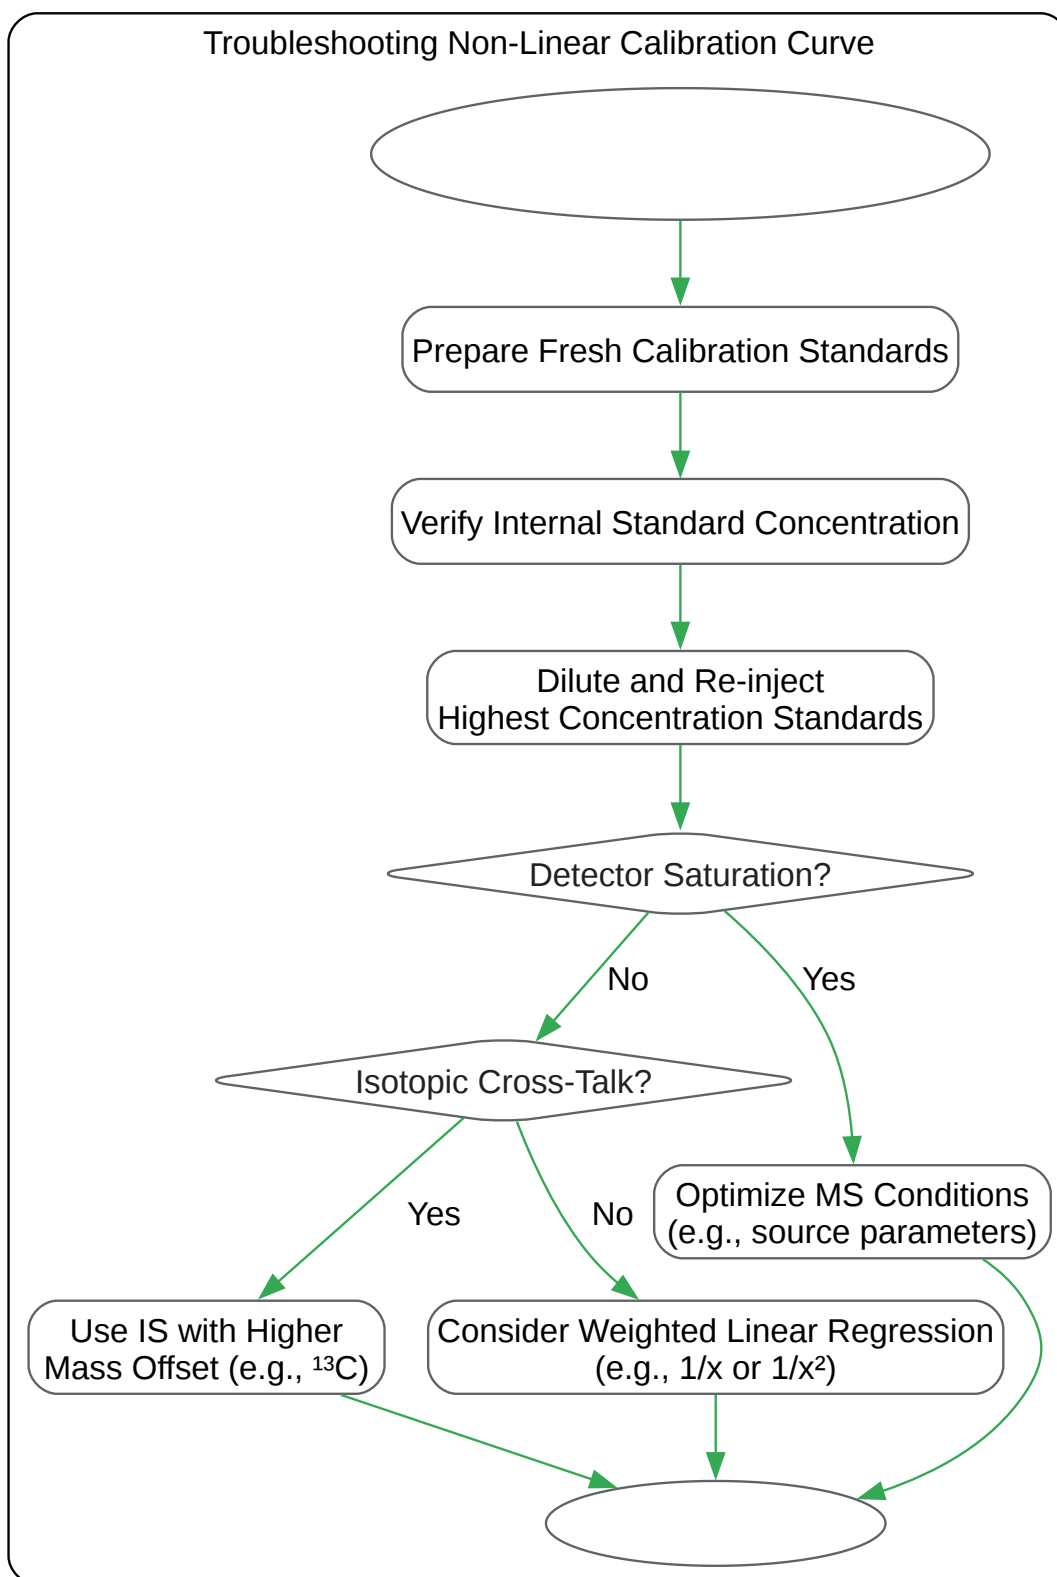 Troubleshooting Non-Linear Calibration Curve
Prepare Fresh Calibration Standards
Verify Internal Standard Concentration
Dilute and Re-inject
Highest Concentration Standards
Detector Saturation?
No
Yes
Isotopic Cross-Talk?
Yes
No
Optimize MS Conditions
(e.g., source parameters)
Use IS with Higher
Mass Offset (e.g., ¹³C)
Consider Weighted Linear Regression
(e.g., 1/x or 1/x²)